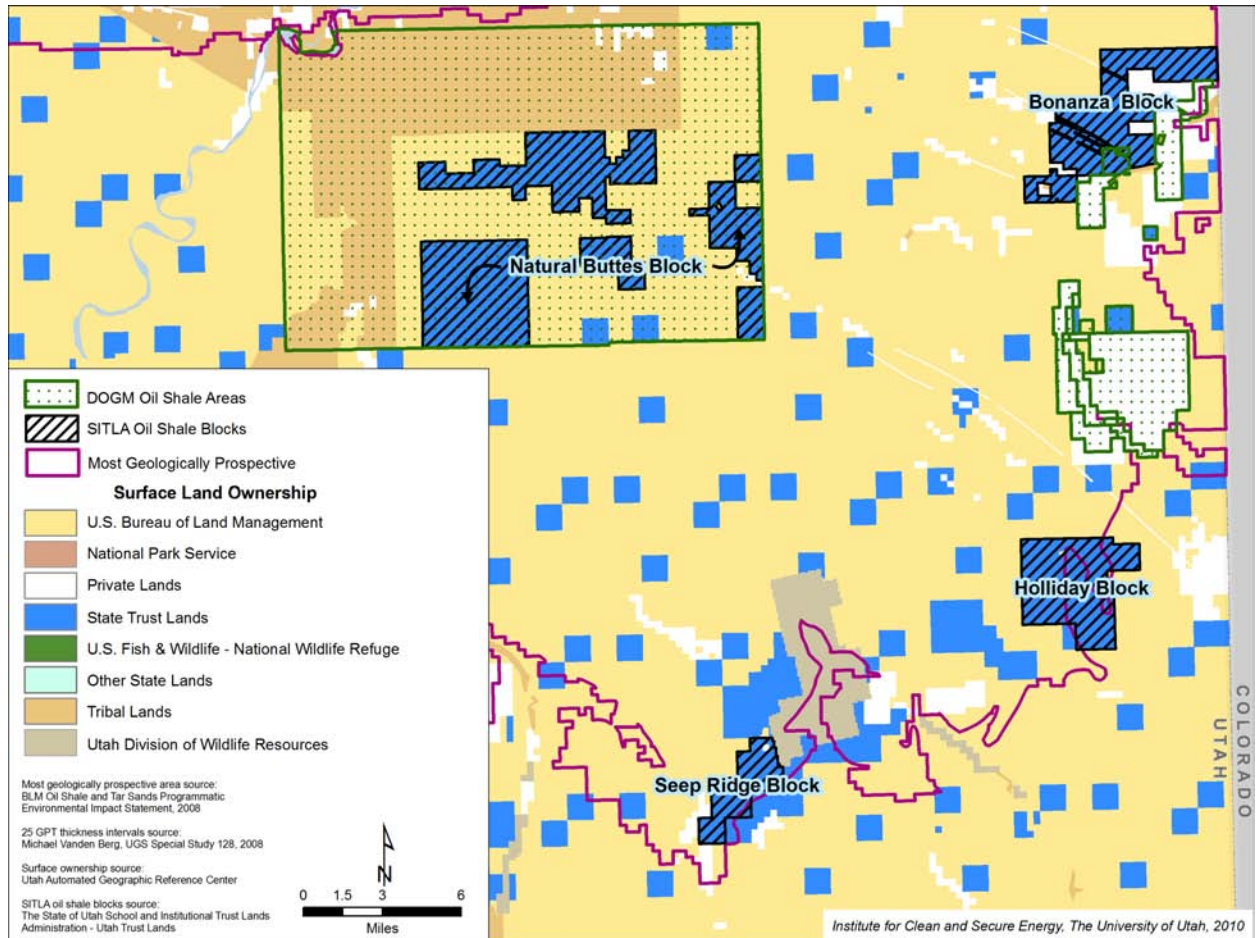 Bonanza Block
Natural Buttes Block
DOGM Oil Shale Areas
SITLA Oil Shale Blocks
Most Geologically Prospective
Surface Land Ownership
U.S. Bureau of Land Management
National Park Service
Private Lands
State Trust Lands
U.S. Fish & Wildlife - National Wildlife Refuge
Other State Lands
Tribal Lands
Utah Division of Wildlife Resources
Most geologically prospective area source:
BLM Oil Shale and Tar Sands Programmatic
Environmental Impact Statement, 2008
25 GPT thickness intervals source:
Michael Vanden Berg, UGS Special Study 128, 2008
Surface ownership source:
Utah Automated Geographic Reference Center
SITLA oil shale blocks source:
The State of Utah School and Institutional Trust Lands
Administration - Utah Trust Lands
N
0 1.5 3 6
Miles
Holliday Block
Seep Ridge Block
UTAH
COLORADO
Institute for Clean and Secure Energy, The University of Utah, 2010